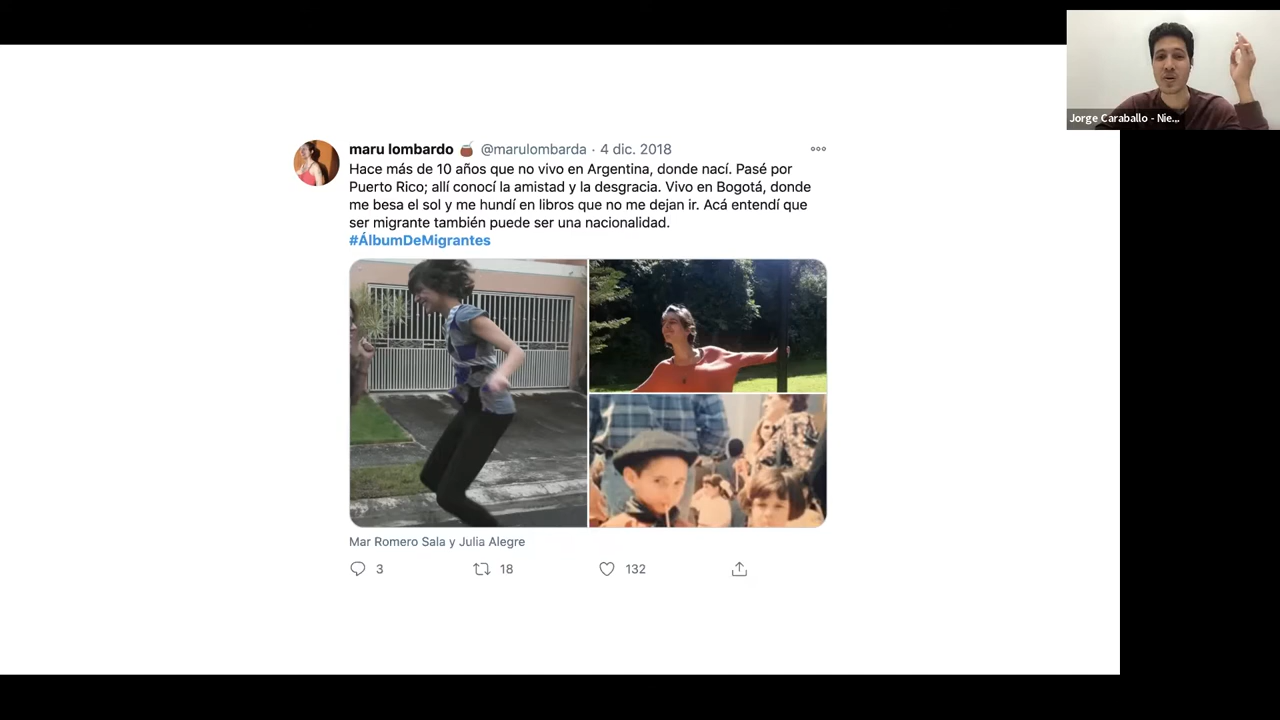 Jorge Caraballo - Nie...
maru lombardo 🧉 @marulombarda · 4 dic. 2018
Hace más de 10 años que no vivo en Argentina, donde nací. Pasé por
Puerto Rico; allí conocí la amistad y la desgracia. Vivo en Bogotá, donde
me besa el sol y me hundí en libros que no me dejan ir. Acá entendí que
ser migrante también puede ser una nacionalidad.
#ÁlbumDeMigrantes
Mar Romero Sala y Julia Alegre
3 18 132